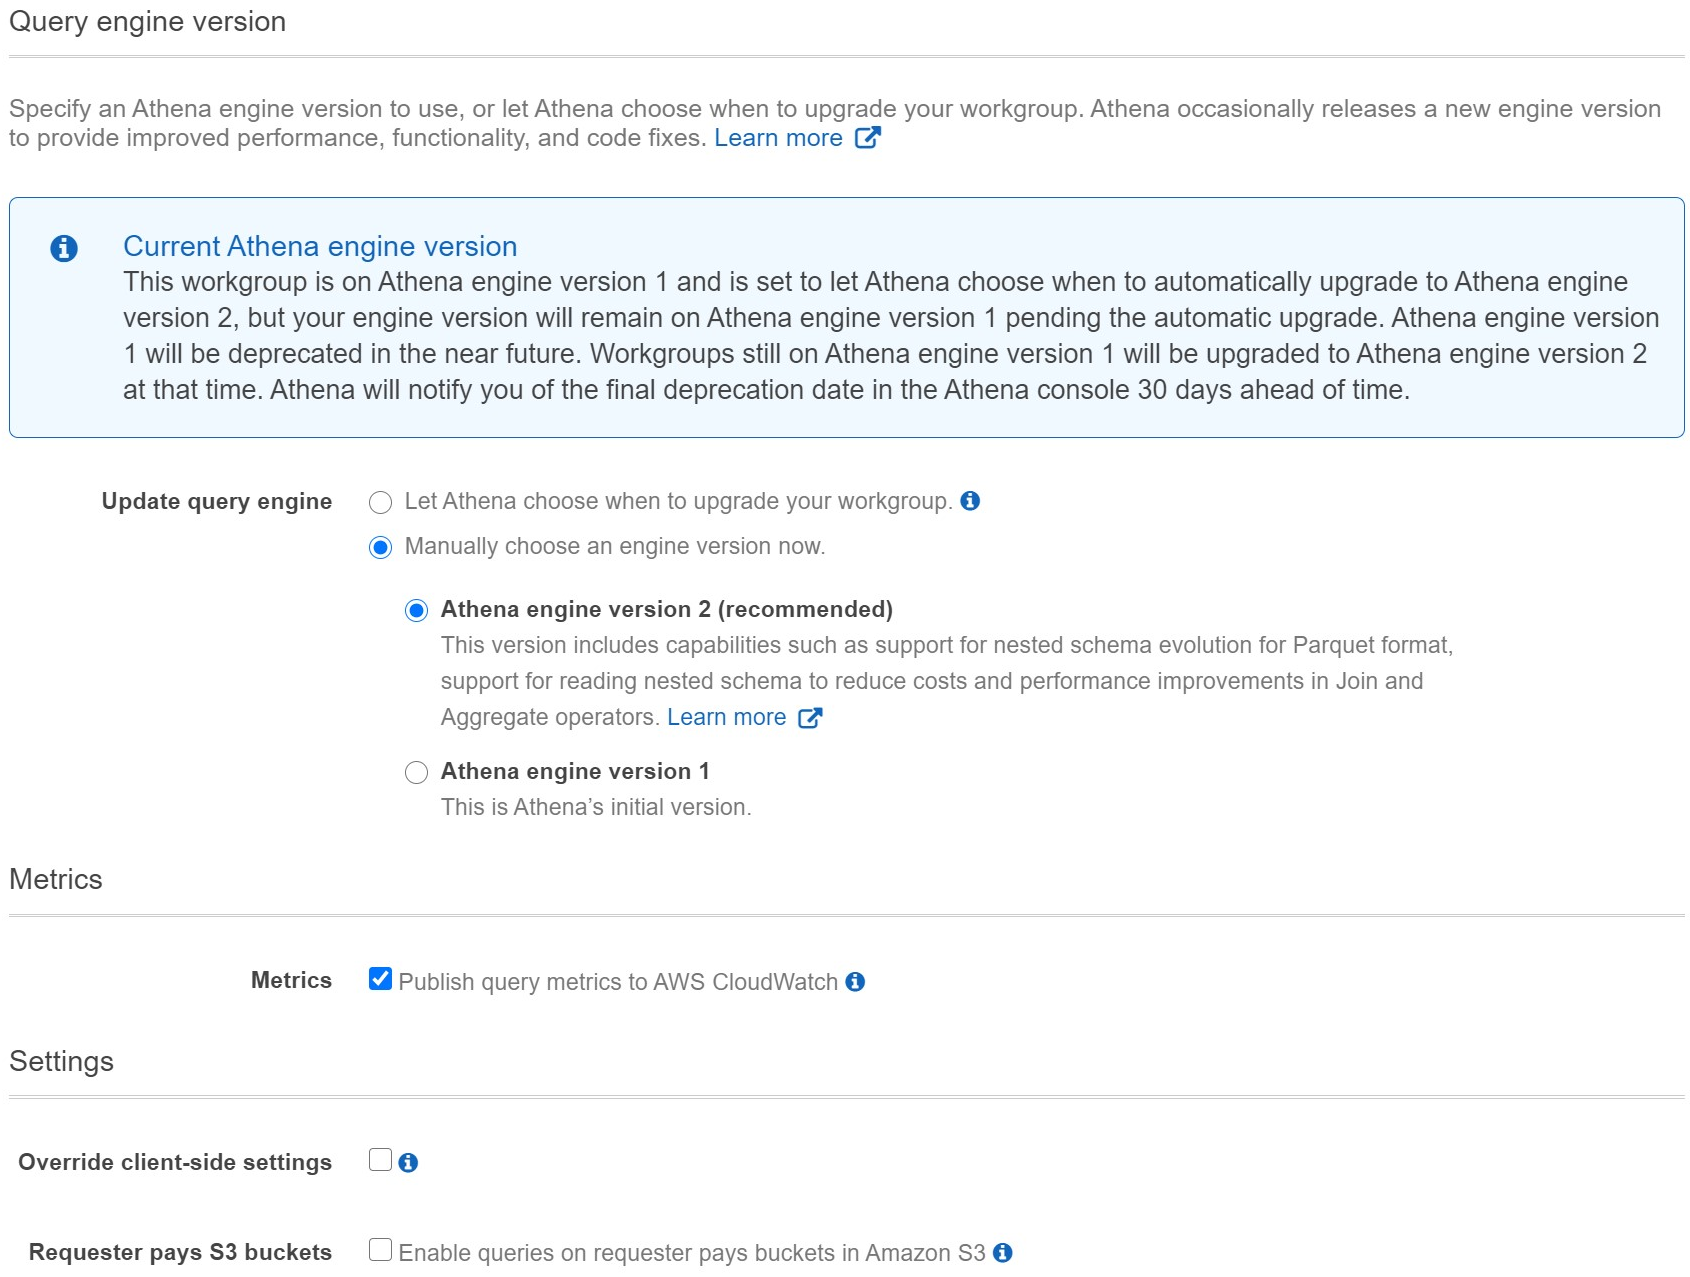 Query engine version
Specify an Athena engine version to use, or let Athena choose when to upgrade your workgroup. Athena occasionally releases a new engine version
to provide improved performance, functionality, and code fixes. Learn more
Current Athena engine version
This workgroup is on Athena engine version 1 and is set to let Athena choose when to automatically upgrade to Athena engine
version 2, but your engine version will remain on Athena engine version 1 pending the automatic upgrade. Athena engine version
1 will be deprecated in the near future. Workgroups still on Athena engine version 1 will be upgraded to Athena engine version 2
at that time. Athena will notify you of the final deprecation date in the Athena console 30 days ahead of time.
Update query engine Let Athena choose when to upgrade your workgroup.
Manually choose an engine version now.
Athena engine version 2 (recommended)
This version includes capabilities such as support for nested schema evolution for Parquet format,
support for reading nested schema to reduce costs and performance improvements in Join and
Aggregate operators. Learn more
Athena engine version 1
This is Athena’s initial version.
Metrics
Metrics Publish query metrics to AWS CloudWatch
Settings
Override client-side settings
Requester pays S3 buckets Enable queries on requester pays buckets in Amazon S3